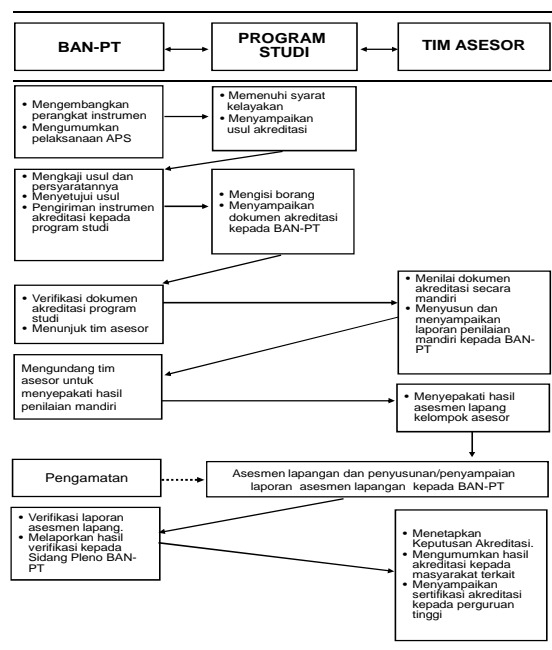 BAN-PT
PROGRAM
STUDI
TIM ASESOR
• Mengembangkan
perangkat instrumen
• Mengumumkan
pelaksanaan APS
• Memenuhi syarat
kelayakan
• Menyampaikan
usul akreditasi
• Mengkaji usul dan
persyaratannya
• Menyetujui usul
• Pengiriman instrumen
akreditasi kepada
program studi
• Mengisi borang
• Menyampaikan
dokumen akreditasi
kepada BAN-PT
• Verifikasi dokumen
akreditasi program
studi
• Menunjuk tim asesor
• Menilai dokumen
akreditasi secara
mandiri
• Menyusun dan
menyampaikan
laporan penilaian
mandiri kepada BAN-
PT
Mengundang tim
asesor untuk
menyepakati hasil
penilaian mandiri
• Menyepakati hasil
asesmen lapang
kelompok asesor
Pengamatan
Asesmen lapangan dan penyusunan/penyampaian
laporan asesmen lapangan kepada BAN-PT
• Verifikasi laporan
asesmen lapang.
• Melaporkan hasil
verifikasi kepada
Sidang Pleno BAN-
PT
• Menetapkan
Keputusan Akreditasi.
• Mengumumkan hasil
akreditasi kepada
masyarakat terkait
• Menyampaikan
sertifikasi akreditasi
kepada perguruan
tinggi